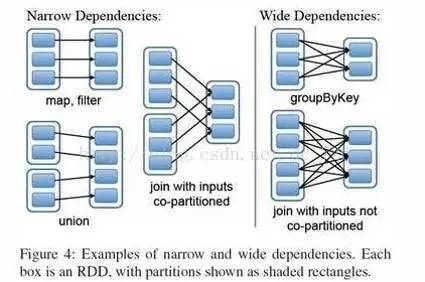 Narrow Dependencies:
Wide Dependencies:
map, filter
groupByKey
union
join with inputs
co-partitioned
join with inputs not
co-partitioned
Figure 4: Examples of narrow and wide dependencies. Each
box is an RDD, with partitions shown as shaded rectangles.